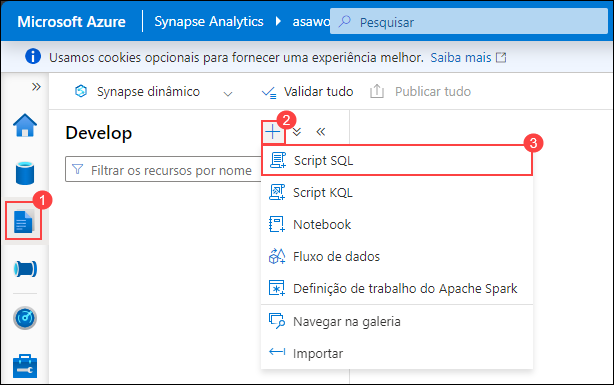 Microsoft Azure | Synapse Analytics ▸ asawo
Pesquisar
Usamos cookies opcionais para fornecer uma experiência melhor. Saiba mais
»
Synapse dinâmico Validar tudo Publicar tudo
Develop
2
«
Filtrar os recursos por nome
1
3
Script SQL
Script KQL
Notebook
Fluxo de dados
Definição de trabalho do Apache Spark
Navegar na galeria
Importar